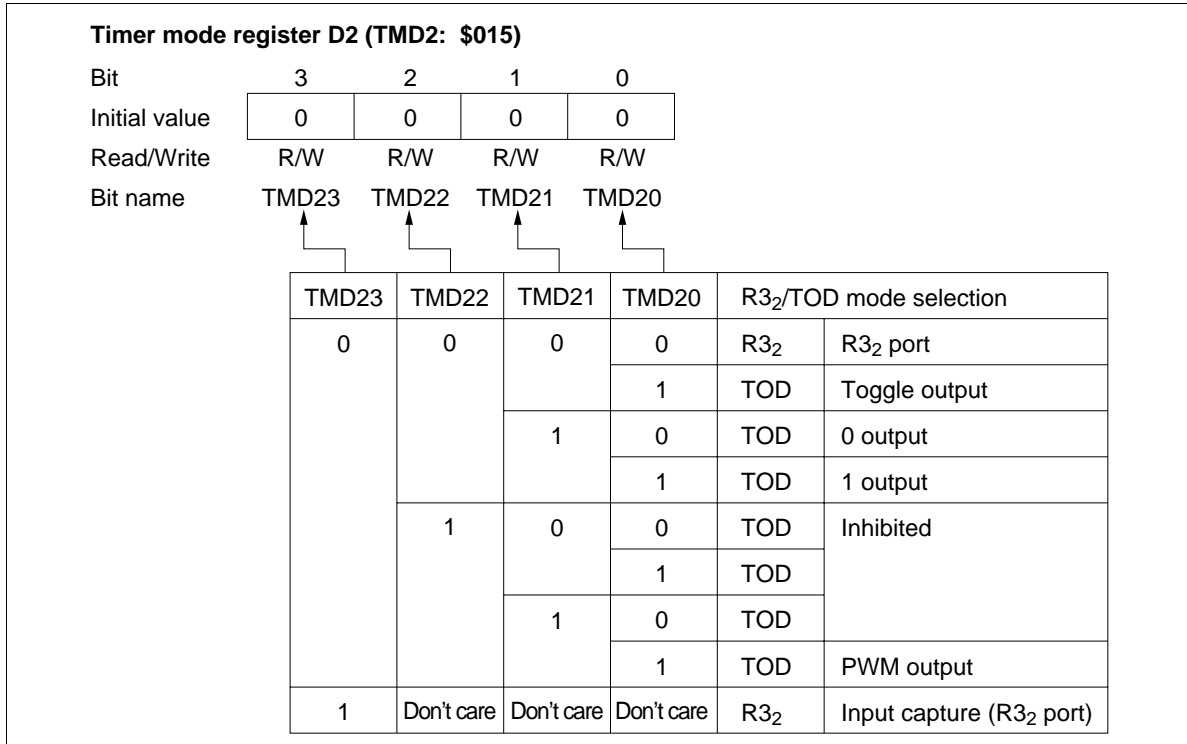 Timer mode register D2 (TMD2: $015)
Bit 3 2 1 0
Initial value 0 0 0 0
Read/Write R/W R/W R/W R/W
Bit name TMD23 TMD22 TMD21 TMD20
TMD23 TMD22 TMD21 TMD20 R3₂/TOD mode selection
0 0 0 0 R3₂ R3₂ port
1 TOD Toggle output
1 0 TOD 0 output
1 TOD 1 output
1 0 0 TOD Inhibited
1 TOD
1 0 TOD
1 TOD PWM output
1 Don't care Don't care Don't care R3₂ Input capture (R3₂ port)